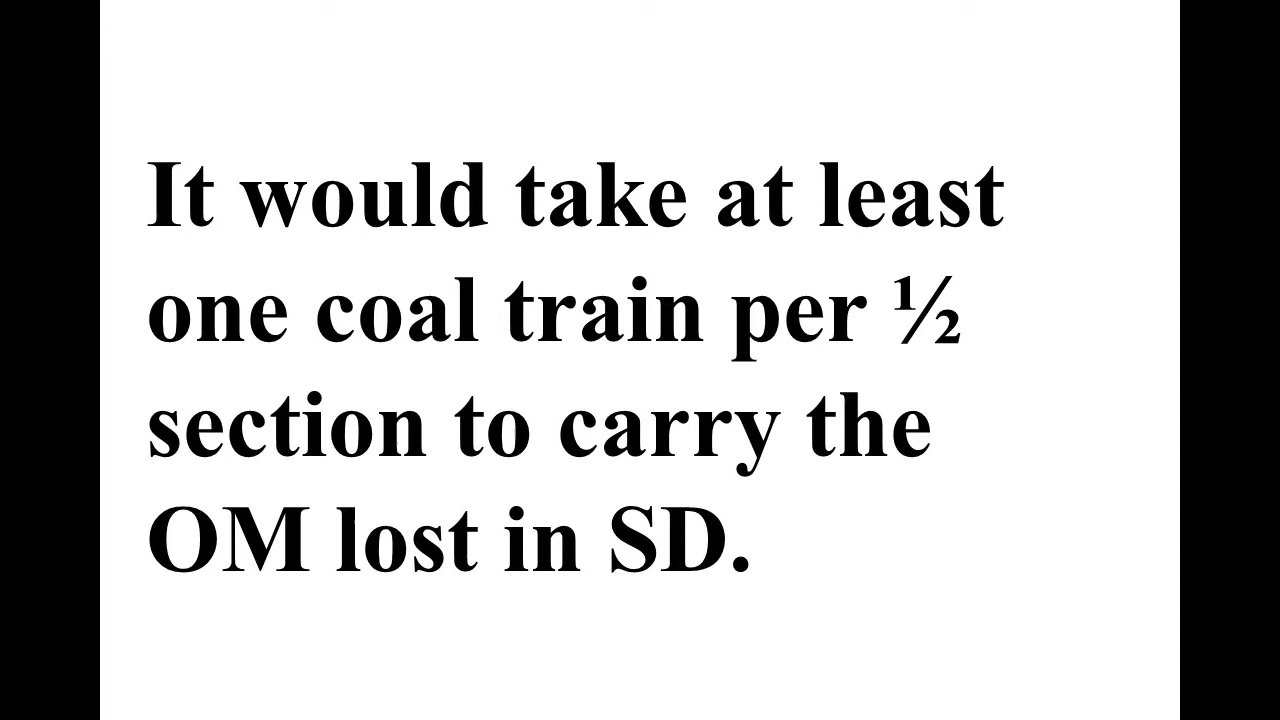 It would take at least
one coal train per ½
section to carry the
OM lost in SD.